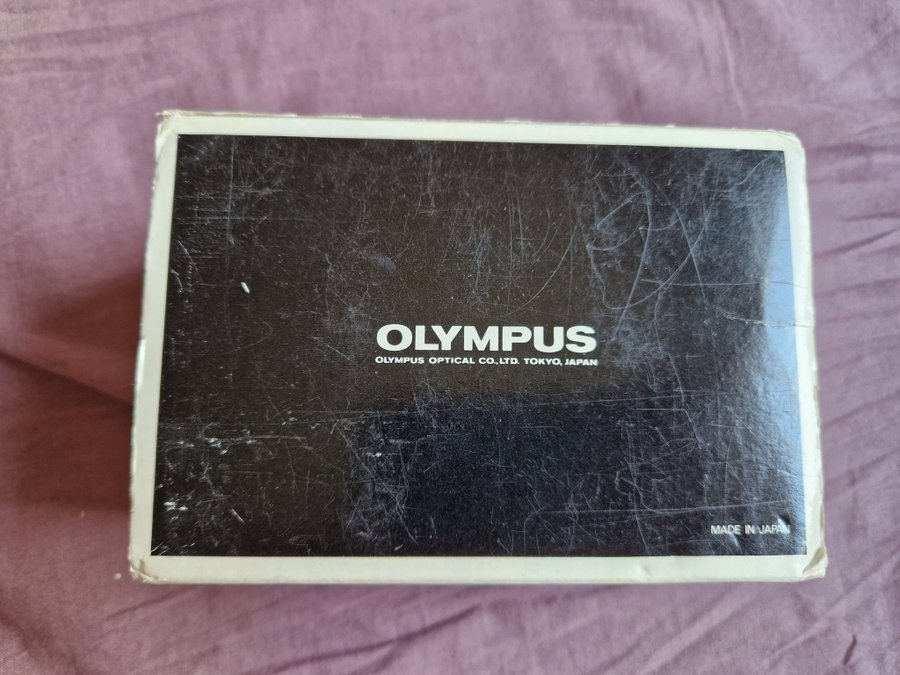 OLYMPUS
OLYMPUS OPTICAL CO.,LTD. TOKYO, JAPAN
MADE IN JAPAN